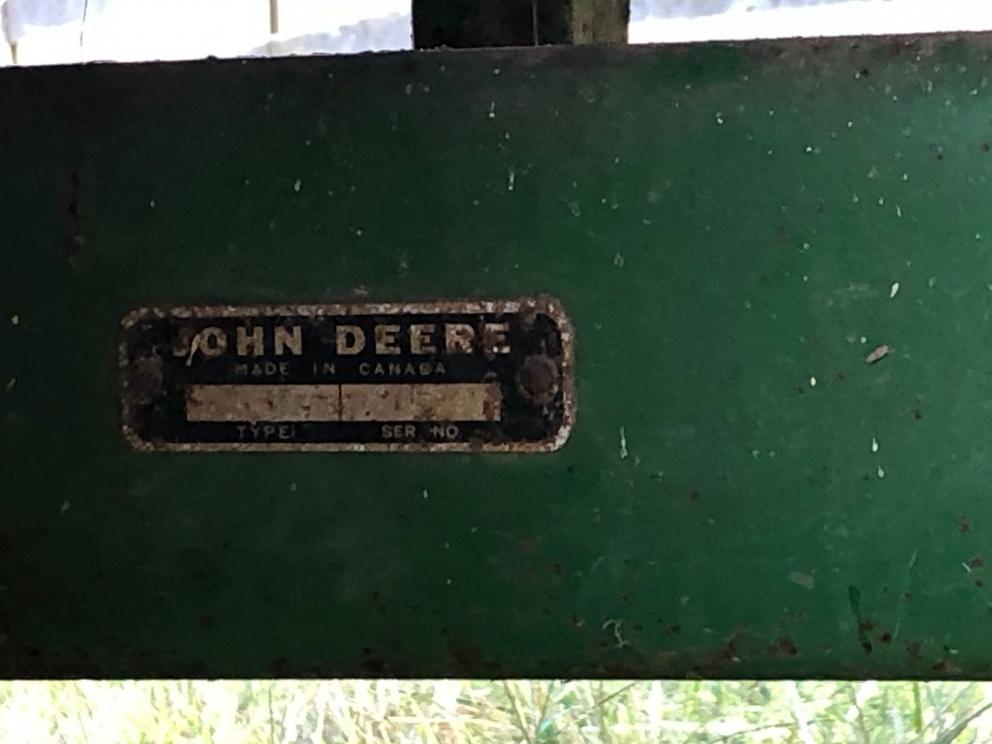 JOHN DEERE
MADE IN CANADA
TYPE SER NO.